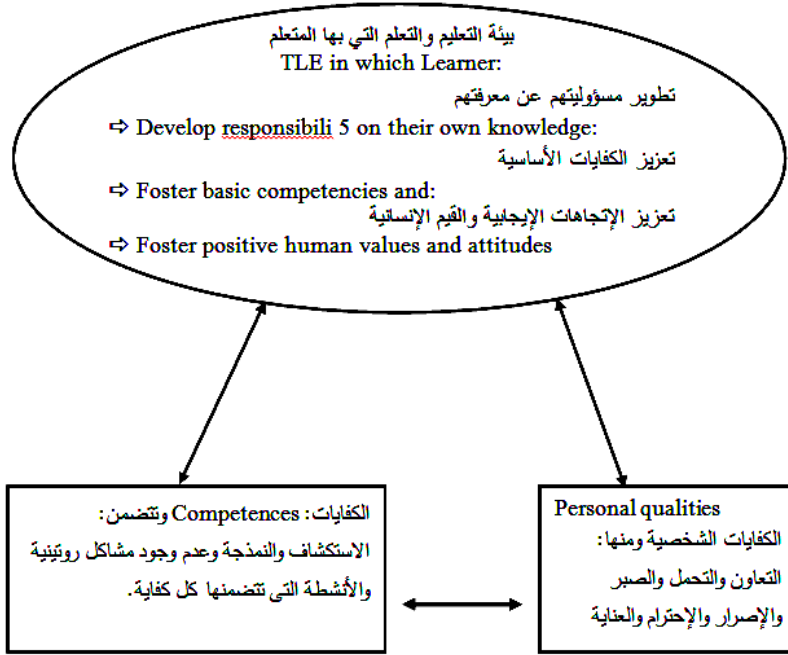 بيئة التعليم والتعلم التي بها المتعلم
TLE in which Learner:
تطوير مسؤوليتهم عن معرفتهم
⇨ Develop responsibili 5 on their own knowledge:
تعزيز الكفايات الأساسية
⇨ Foster basic competencies and:
تعزيز الإتجاهات الإيجابية والقيم الإنسانية
⇨ Foster positive human values and attitudes
الكفايات: Competences وتتضمن:
الاستكشاف والنمذجة وعدم وجود مشاكل روتينية
والأنشطة التي تتضمنها كل كفاية.
Personal qualities
الكفايات الشخصية ومنها:
التعاون والتحمل والصبر
والإصرار والإحترام والعناية